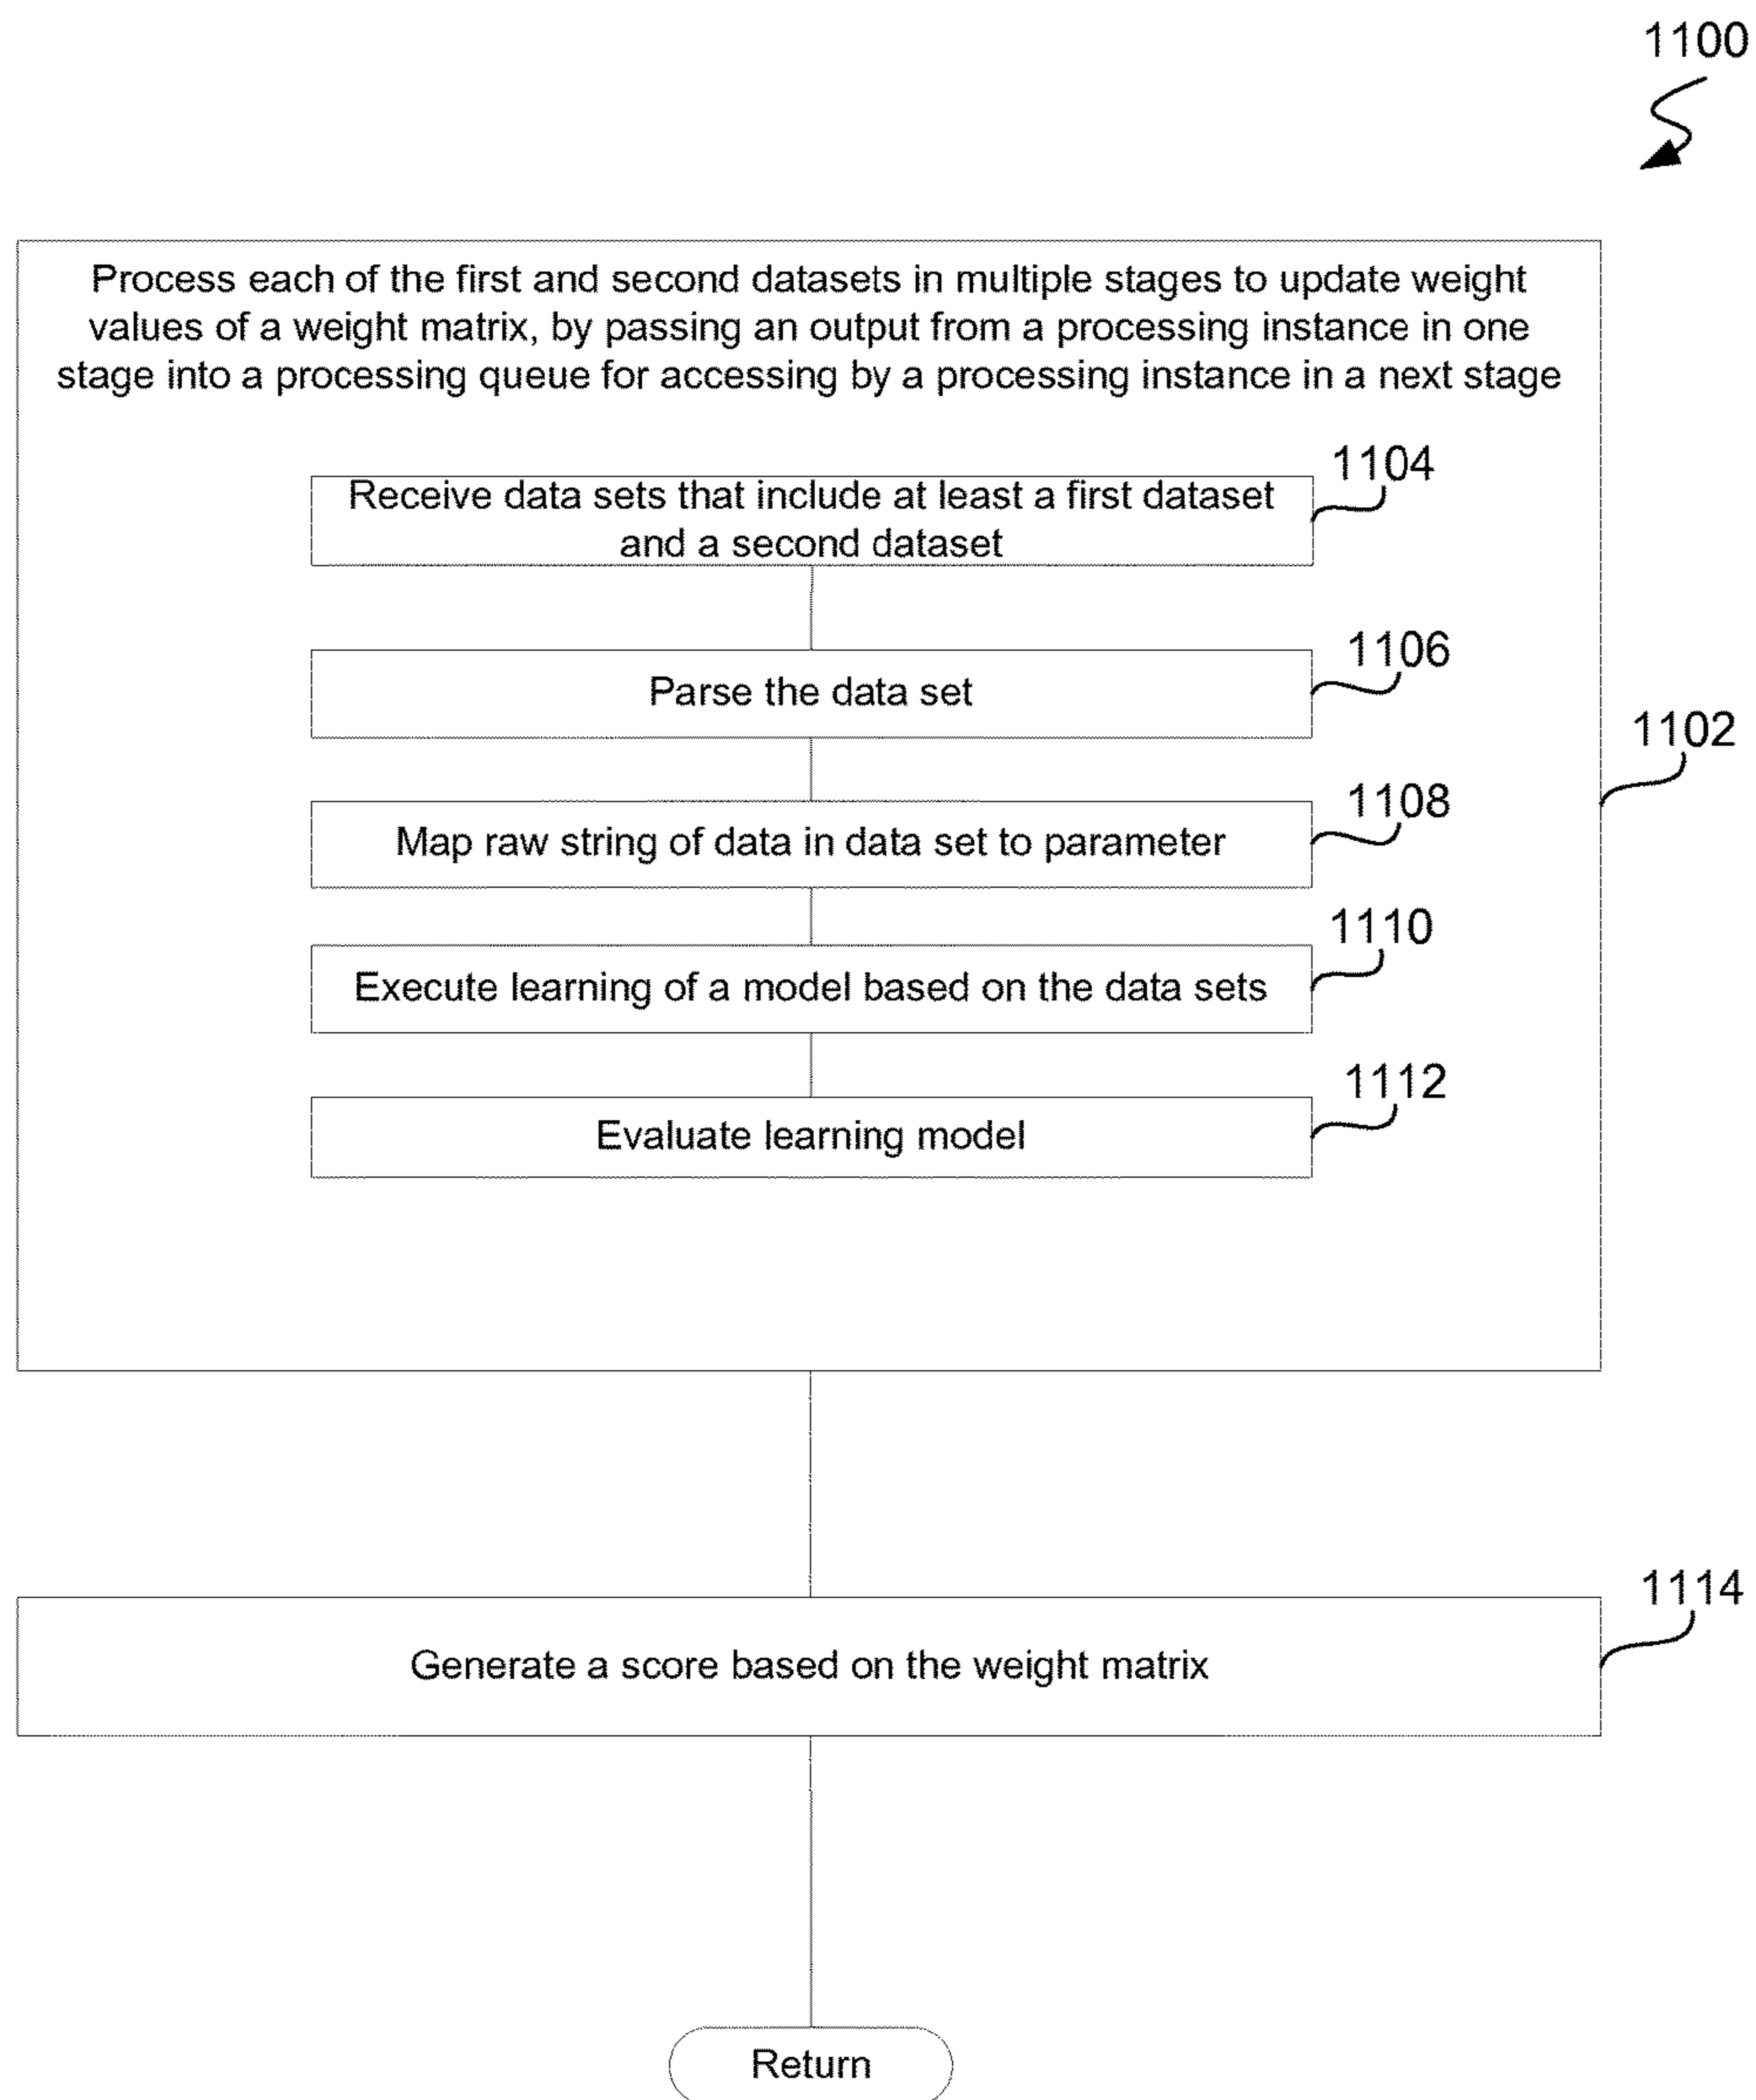 1100
Process each of the first and second datasets in multiple stages to update weight
values of a weight matrix, by passing an output from a processing instance in one
stage into a processing queue for accessing by a processing instance in a next stage
1104
Receive data sets that include at least a first dataset
and a second dataset
1106
Parse the data set
1102
1108
Map raw string of data in data set to parameter
1110
Execute learning of a model based on the data sets
1112
Evaluate learning model
1114
Generate a score based on the weight matrix
Return